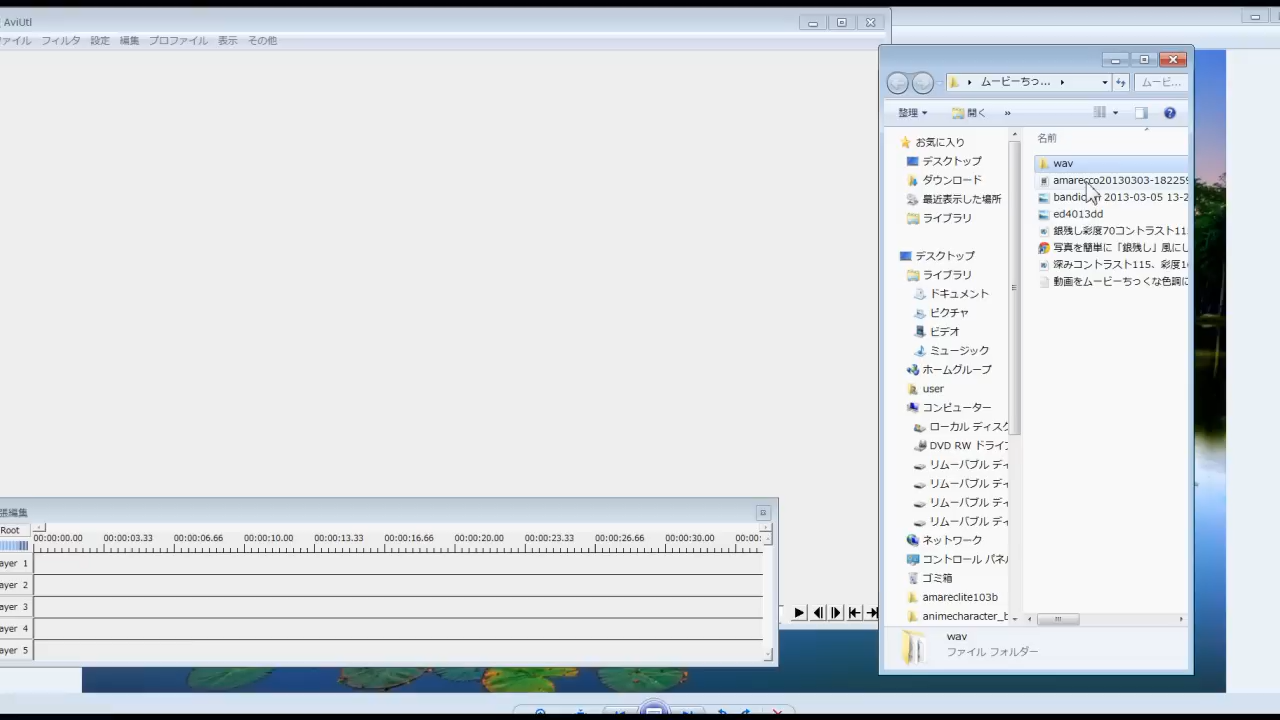 AviUtl
ファイル フィルタ 設定 編集 プロファイル 表示 その他
ムービーちっ... ムービ...
整理 開く »
名前
お気に入り
デスクトップ
ダウンロード
最近表示した場所
ライブラリ
デスクトップ
ライブラリ
ドキュメント
ピクチャ
ビデオ
ミュージック
ホームグループ
user
コンピューター
ローカル ディスク
DVD RW ドライブ
リムーバブル ディ
リムーバブル ディ
リムーバブル ディ
リムーバブル ディ
ネットワーク
コントロール パネル
ゴミ箱
amareclite103b
animecharacter_b
wav
amarecco20130303-182259
2013-03-05 13-2
ed4013dd
銀残し彩度70コントラスト11
写真を簡単に「銀残し」風にし
深みコントラスト115、彩度1
動画をムービーちっくな色調に
wav
ファイル フォルダー
張編集
Root
00:00:00.00 00:00:03.33 00:00:06.66 00:00:10.00 00:00:13.33 00:00:16.66 00:00:20.00 00:00:23.33 00:00:26.66 00:00:30.00 00:00:
ayer 1
ayer 2
ayer 3
ayer 4
ayer 5